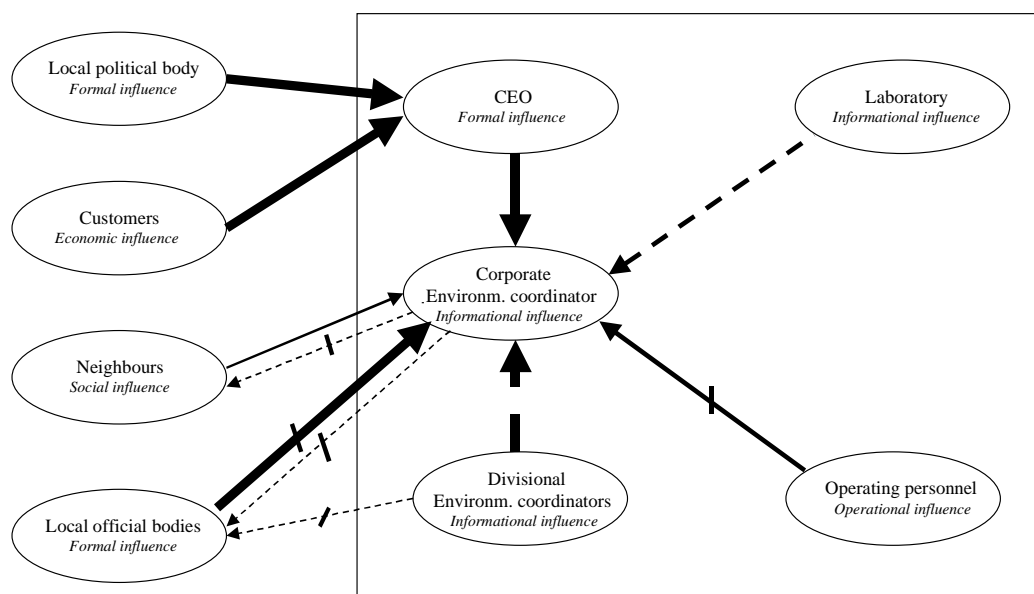 Local political body
Formal influence
CEO
Formal influence
Laboratory
Informational influence
Customers
Economic influence
Corporate
Environm. coordinator
Informational influence
Neighbours
Social influence
Divisional
Environm. coordinators
Informational influence
Operating personnel
Operational influence
Local official bodies
Formal influence